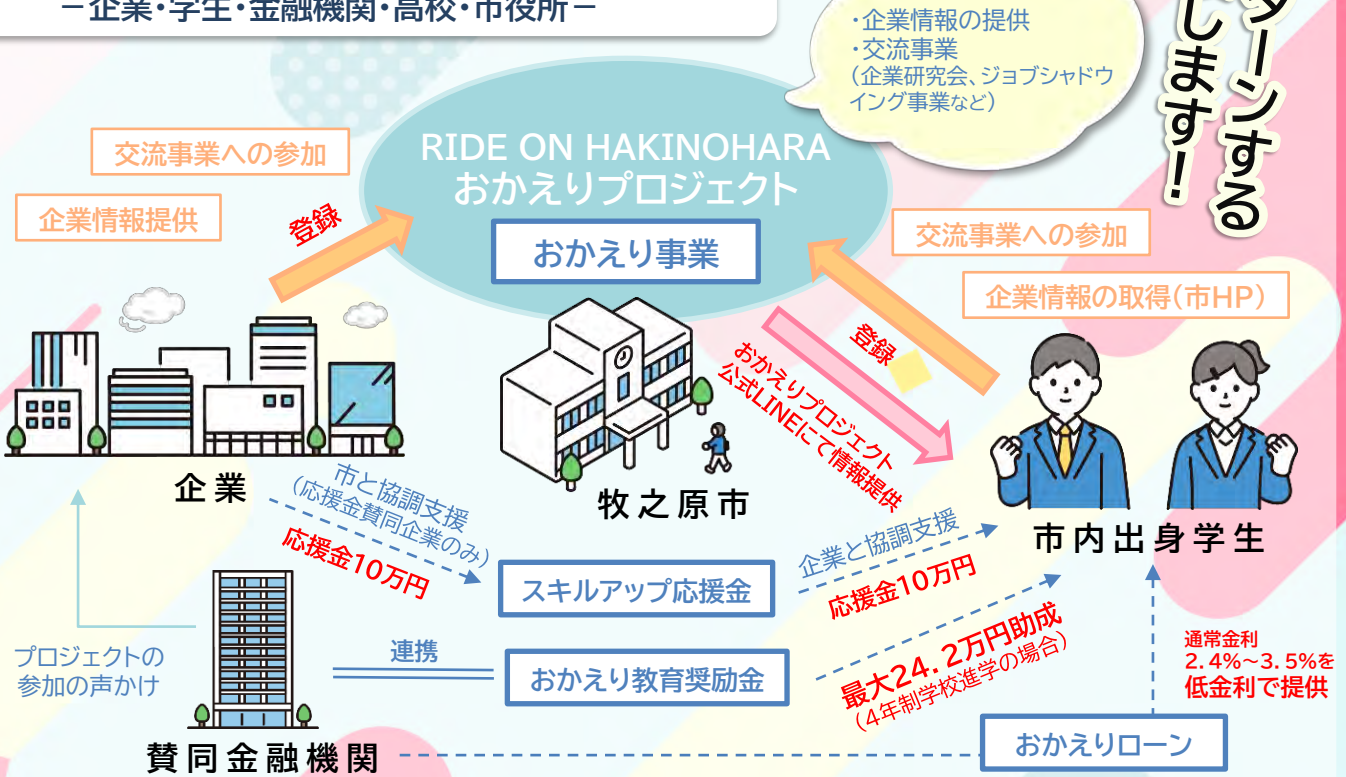 －企業・学生・金融機関・高校・市役所－
・企業情報の提供
・交流事業
（企業研究会、ジョブシャドウ
イング事業など）
ターンする
します！
RIDE ON HAKINOHARA
おかえりプロジェクト
おかえり事業
交流事業への参加
企業情報提供
登録
交流事業への参加
企業情報の取得（市HP）
登録
おかえりプロジェクト
公式LINEにて情報提供
企業
牧之原市
市内出身学生
市と協調支援
（応援金賛同企業のみ）
応援金10万円
スキルアップ応援金
企業と協調支援
応援金10万円
プロジェクトの
参加の声かけ
連携
おかえり教育奨励金
最大24．2万円助成
（4年制学校進学の場合）
通常金利
2．4％～3．5％を
低金利で提供
賛同金融機関
おかえりローン